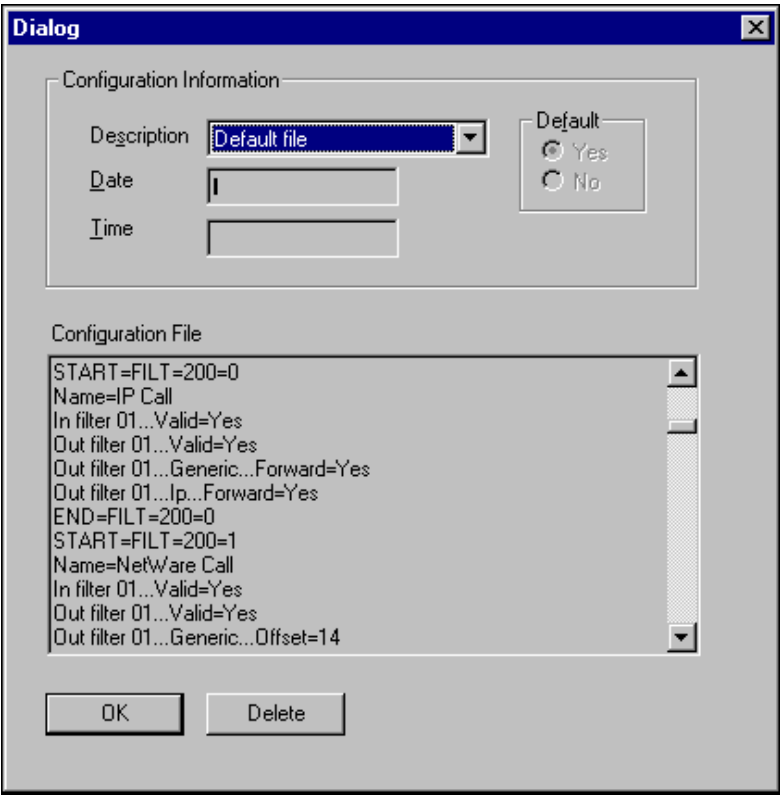 Dialog
Configuration Information
Description Default file
Default
Yes
No
Date
Time
Configuration File
START=FILT=200=0
Name=IP Call
In filter 01...Valid=Yes
Out filter 01...Valid=Yes
Out filter 01...Generic...Forward=Yes
Out filter 01...Ip...Forward=Yes
END=FILT=200=0
START=FILT=200=1
Name=NetWare Call
In filter 01...Valid=Yes
Out filter 01...Valid=Yes
Out filter 01...Generic...Offset=14
OK Delete